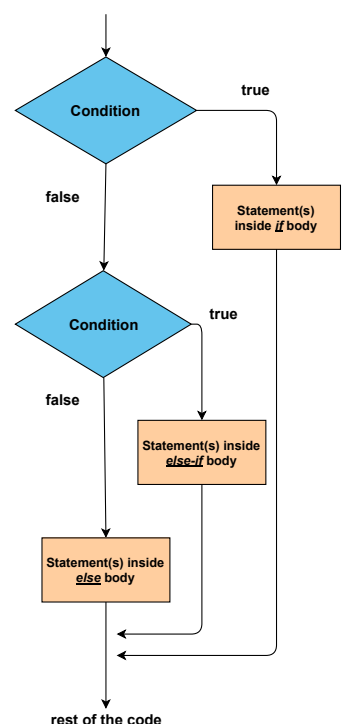 Condition
true
false
Statement(s)
inside if body
Condition
true
false
Statement(s) inside
else-if body
Statement(s) inside
else body
rest of the code